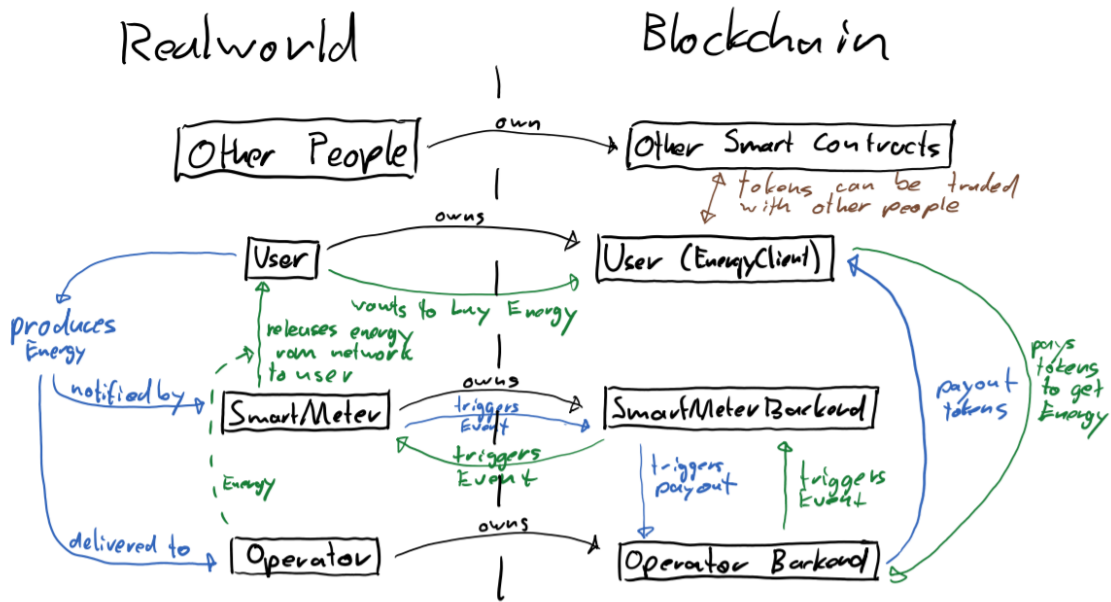 Realworld
Blockchain
own
Other People
Other Smart Contracts
tokens can be traded
with other people
owns
User
User (EnergyClient)
wants to buy Energy
produces
Energy
releases energy
rom network
to user
pays
tokens
to get
Energy
payout
tokens
notified by
owns
SmartMeter
triggers
Event
SmartMeterBackend
triggers
Event
Energy
triggers
payout
triggers
Event
delivered to
owns
Operator
Operator Backend